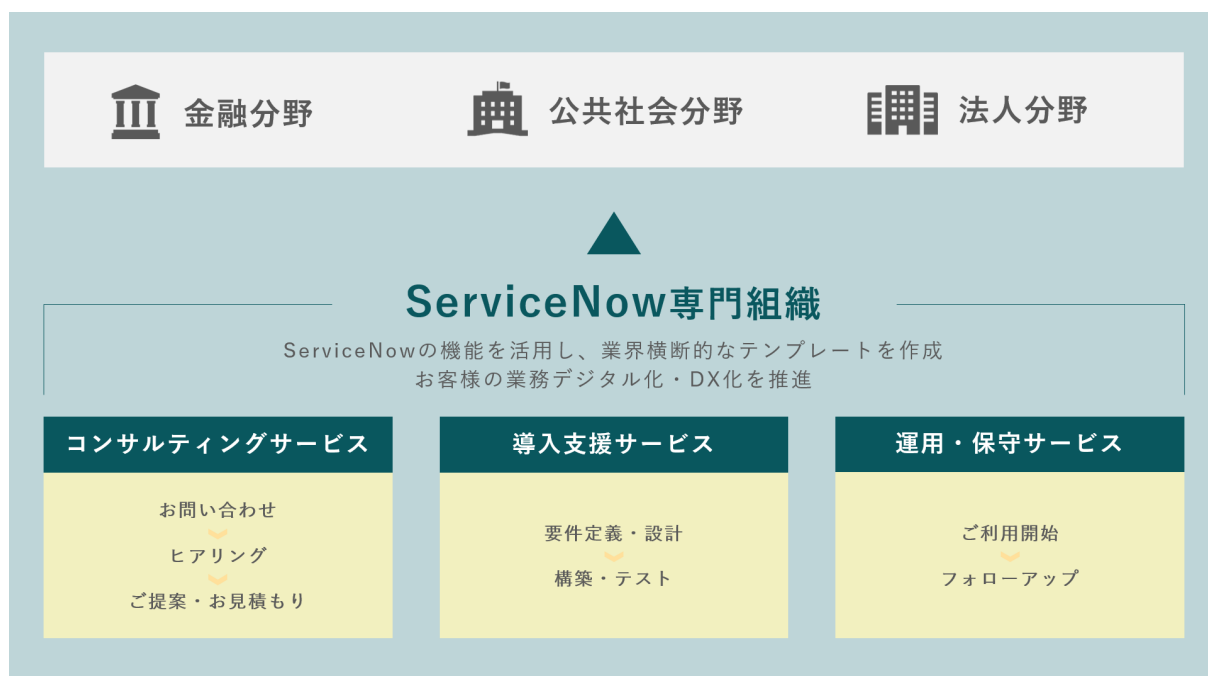 金融分野
公共社会分野
法人分野
ServiceNow専門組織
ServiceNowの機能を活用し、業界横断的なテンプレートを作成
お客様の業務デジタル化・DX化を推進
コンサルティングサービス
お問い合わせ
ヒアリング
ご提案・お見積もり
導入支援サービス
要件定義・設計
構築・テスト
運用・保守サービス
ご利用開始
フォローアップ